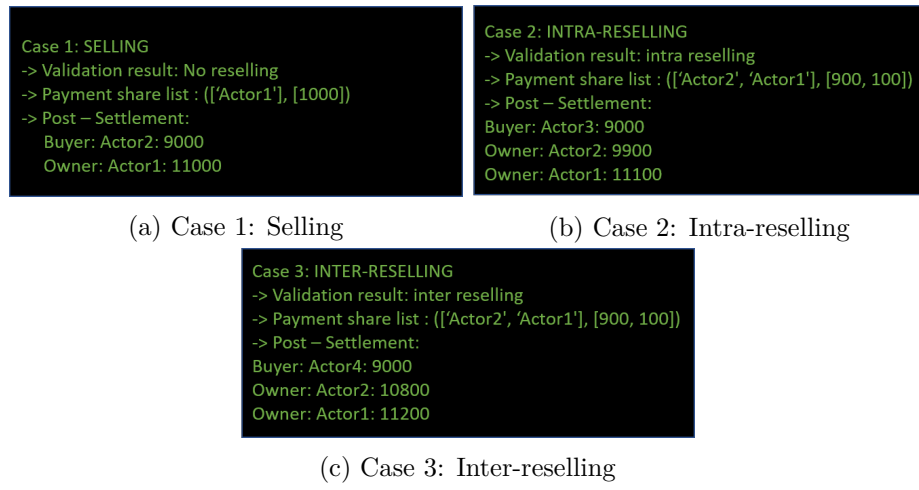 Case 1: SELLING
-> Validation result: No reselling
-> Payment share list : (['Actor1'], [1000])
-> Post – Settlement:
Buyer: Actor2: 9000
Owner: Actor1: 11000
(a) Case 1: Selling
Case 2: INTRA-RESELLING
-> Validation result: intra reselling
-> Payment share list : (['Actor2', 'Actor1'], [900, 100])
-> Post – Settlement:
Buyer: Actor3: 9000
Owner: Actor2: 9900
Owner: Actor1: 11100
(b) Case 2: Intra-reselling
Case 3: INTER-RESELLING
-> Validation result: inter reselling
-> Payment share list : (['Actor2', 'Actor1'], [900, 100])
-> Post – Settlement:
Buyer: Actor4: 9000
Owner: Actor2: 10800
Owner: Actor1: 11200
(c) Case 3: Inter-reselling